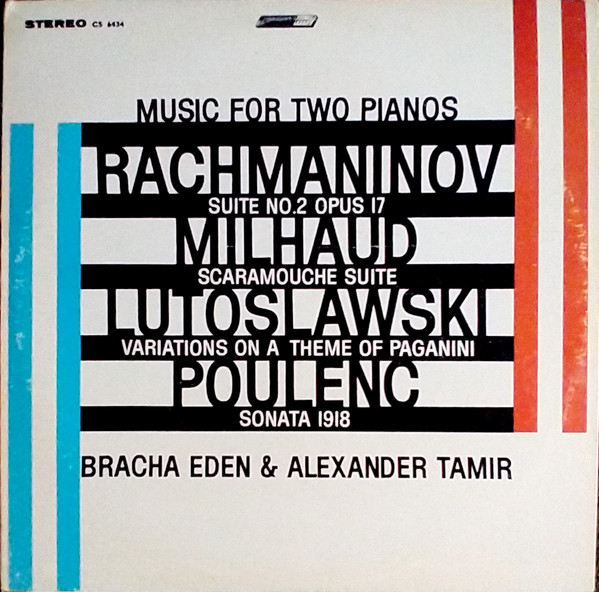 STEREO CS 6434
MUSIC FOR TWO PIANOS
RACHMANINOV
SUITE NO.2 OPUS 17
MILHAUD
SCARAMOUCHE SUITE
LUTOSLAWSKI
VARIATIONS ON A THEME OF PAGANINI
POULENC
SONATA 1918
BRACHA EDEN & ALEXANDER TAMIR